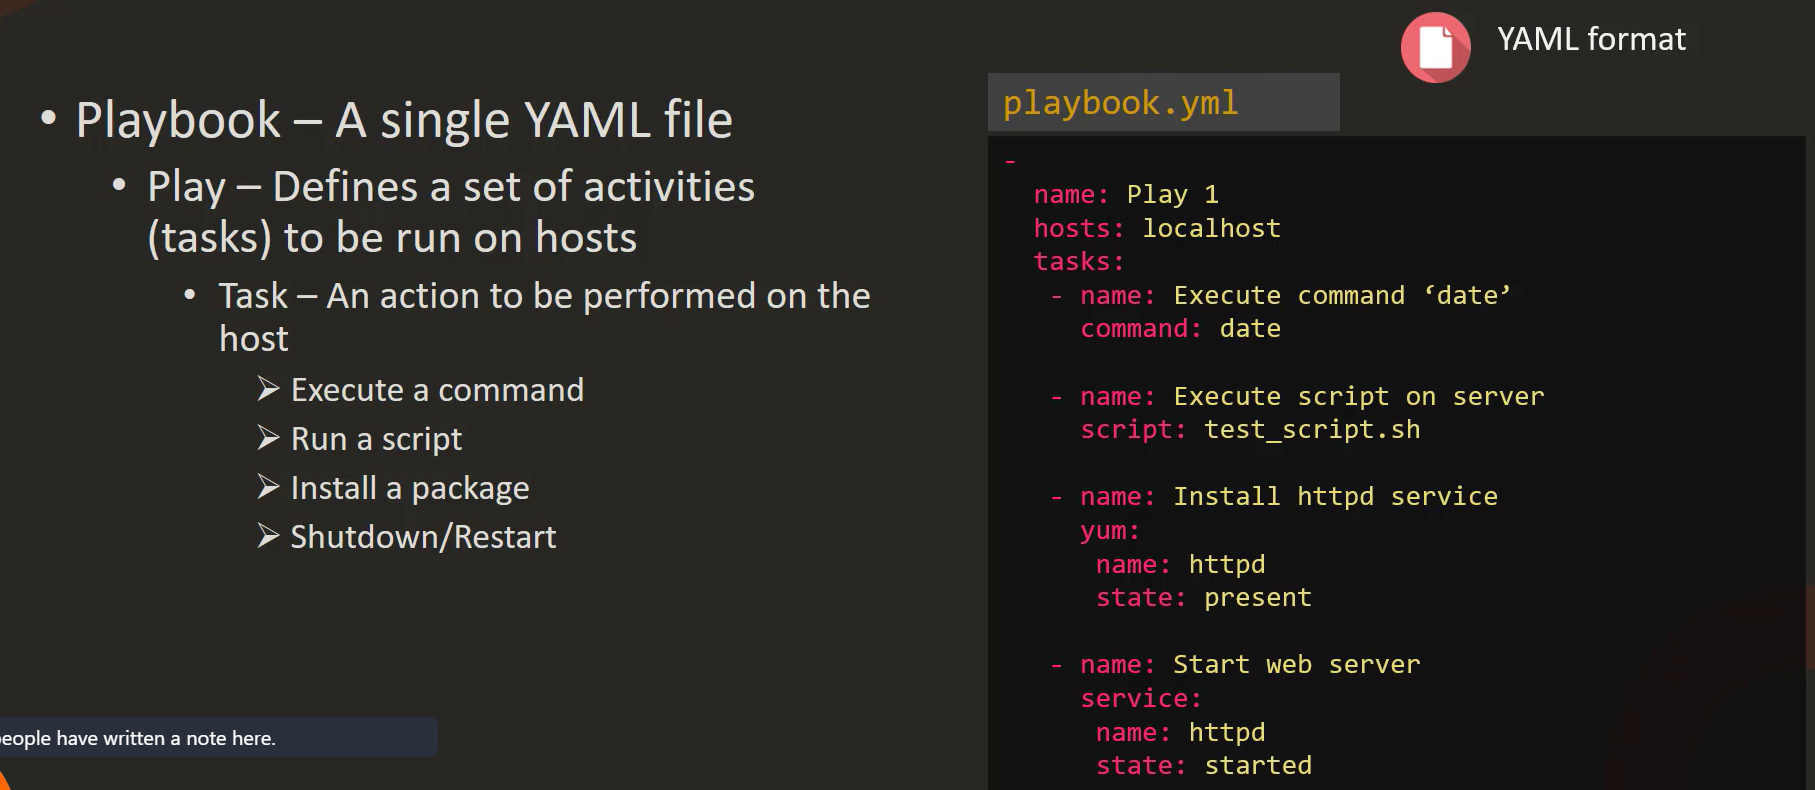 YAML format
• Playbook – A single YAML file
• Play – Defines a set of activities
(tasks) to be run on hosts
• Task – An action to be performed on the
host
➢ Execute a command
➢ Run a script
➢ Install a package
➢ Shutdown/Restart
people have written a note here.
playbook.yml
-
name: Play 1
hosts: localhost
tasks:
- name: Execute command ‘date’
command: date
- name: Execute script on server
script: test_script.sh
- name: Install httpd service
yum:
name: httpd
state: present
- name: Start web server
service:
name: httpd
state: started